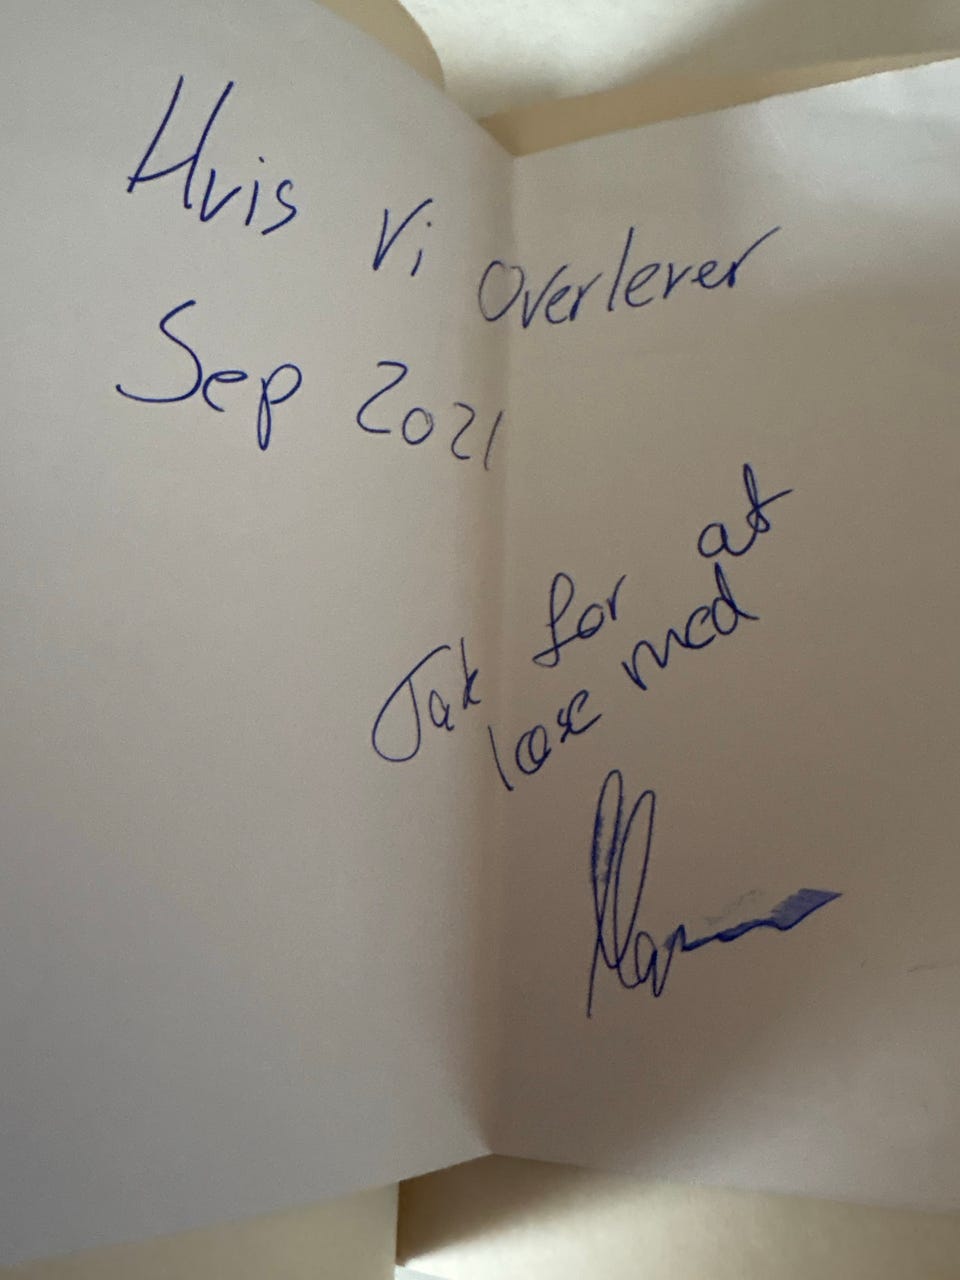 Hvis vi overlever
Sep 2021
Tak for at
læse med